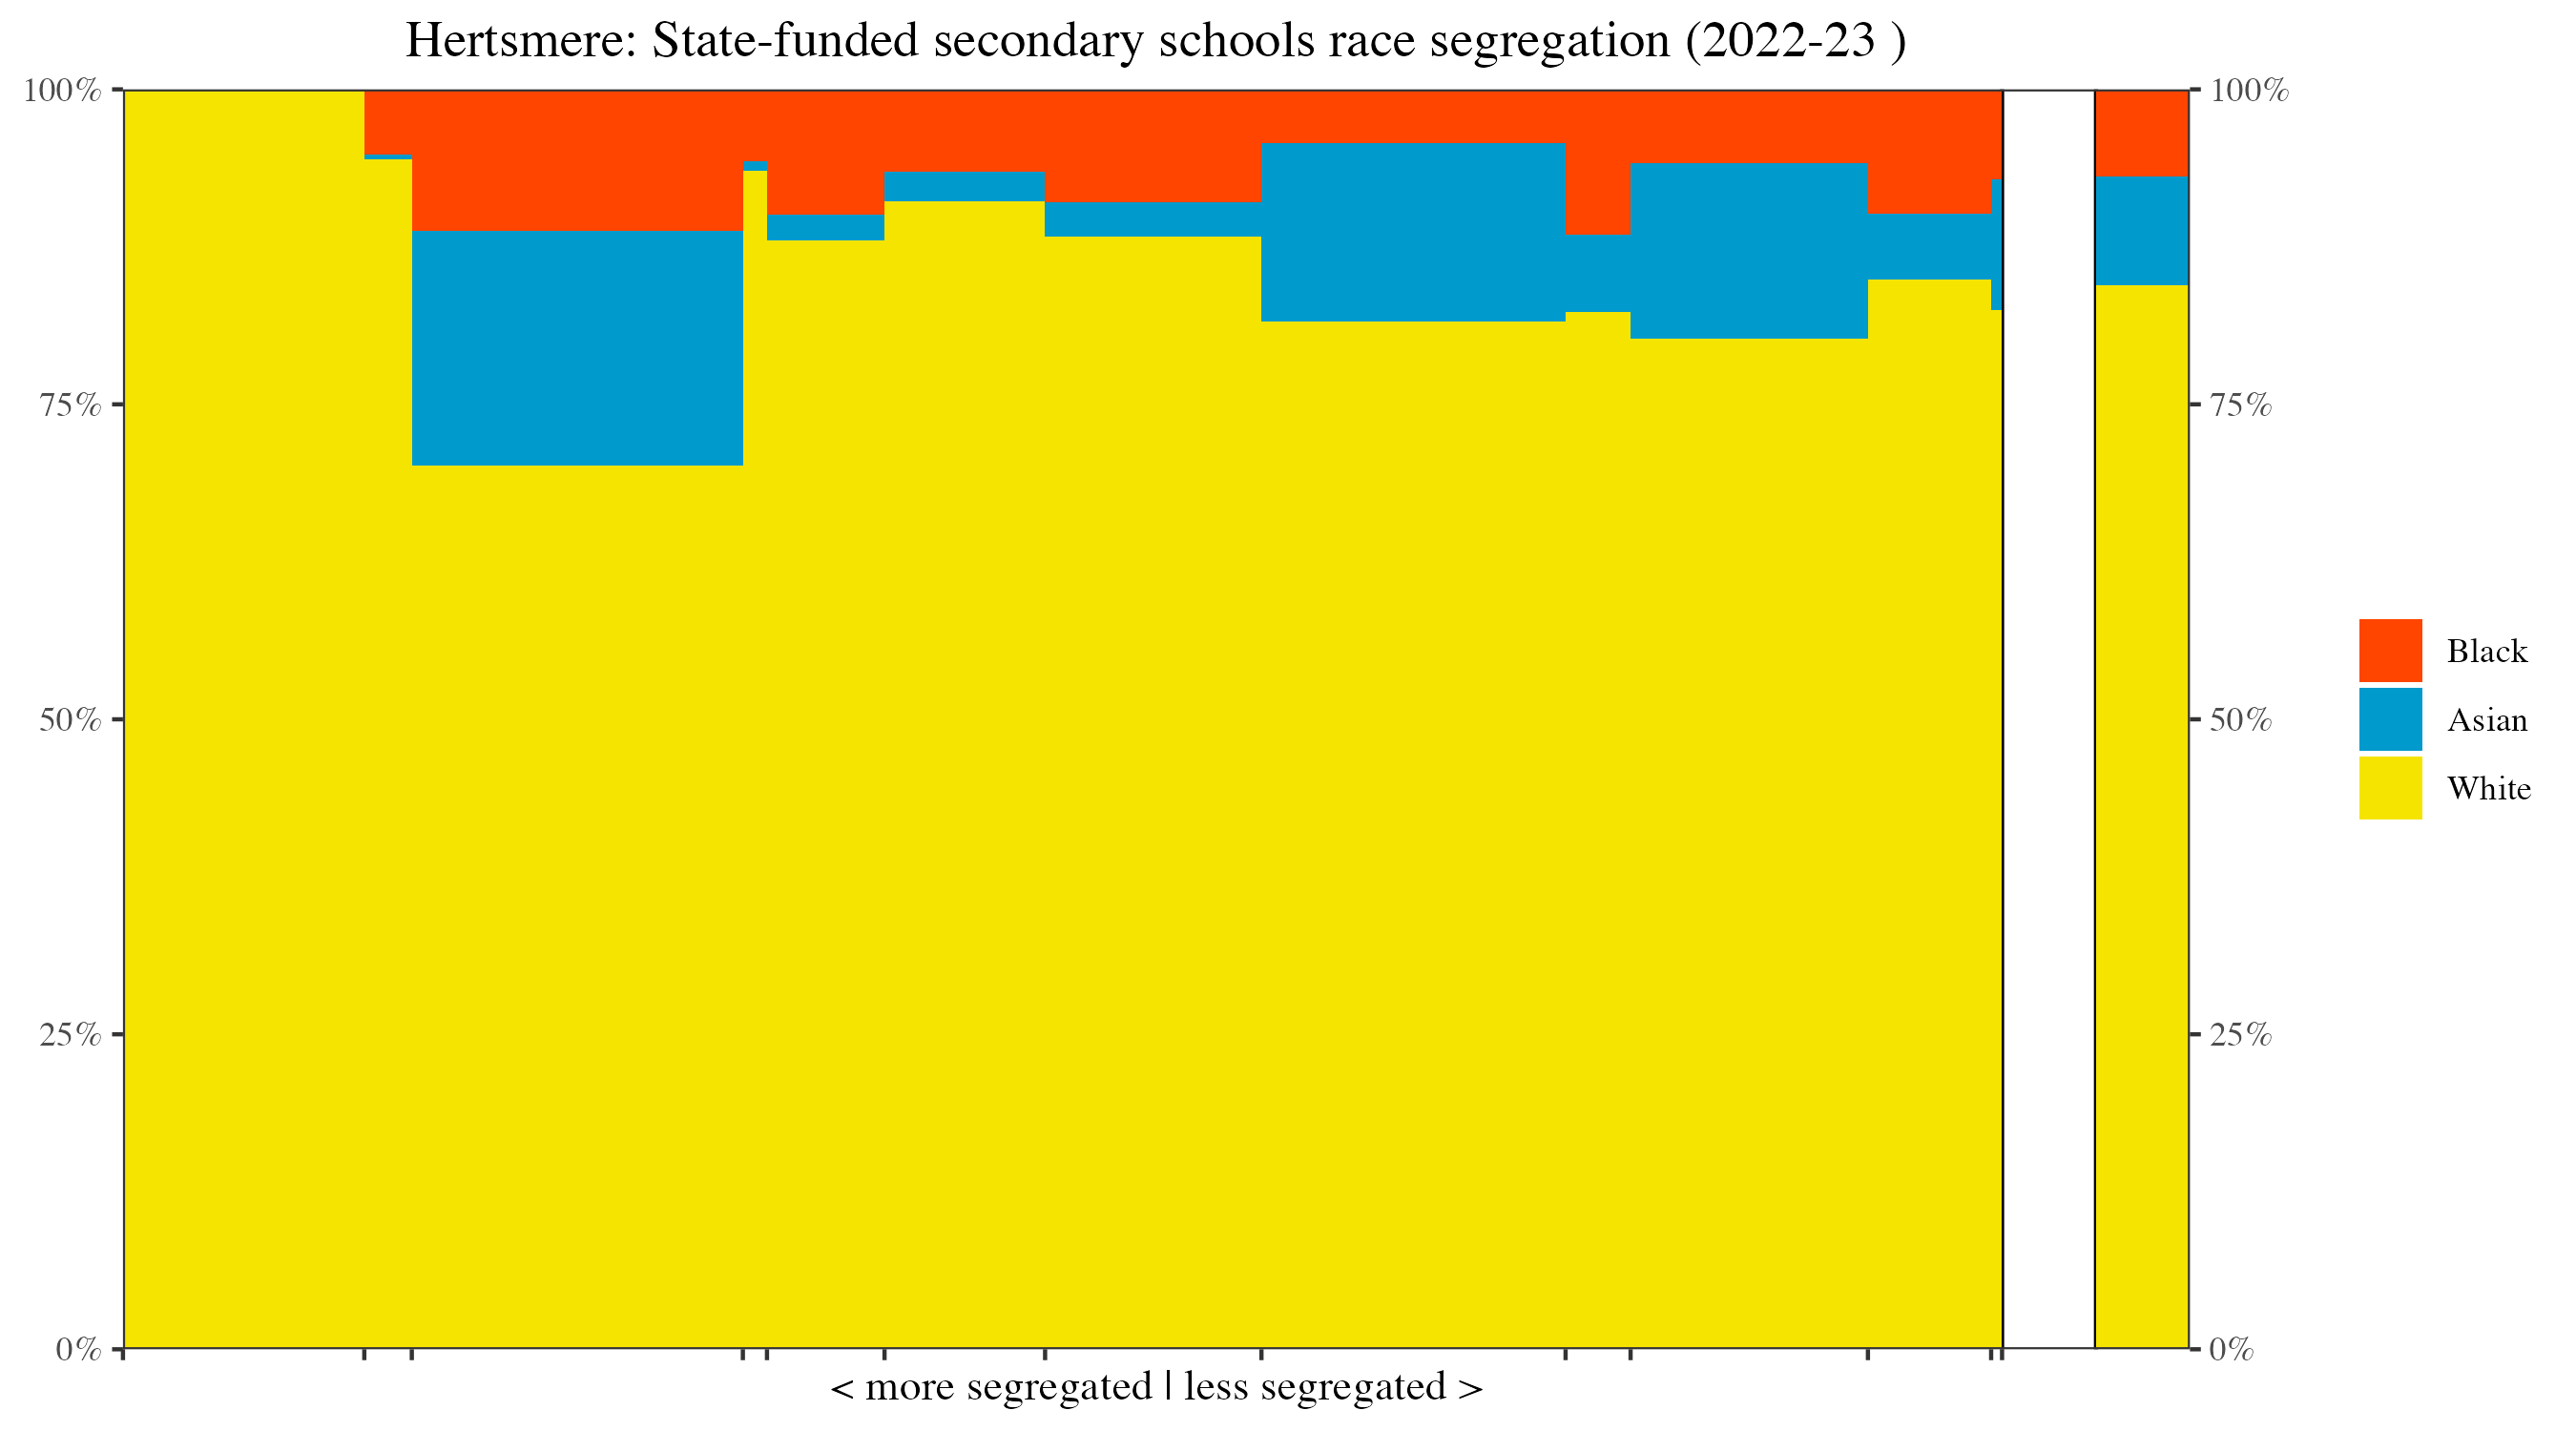 Hertsmere: State-funded secondary schools race segregation (2022-23 )
100%
75%
50%
25%
0%
100%
75%
50%
25%
0%
Black
Asian
White
< more segregated | less segregated >